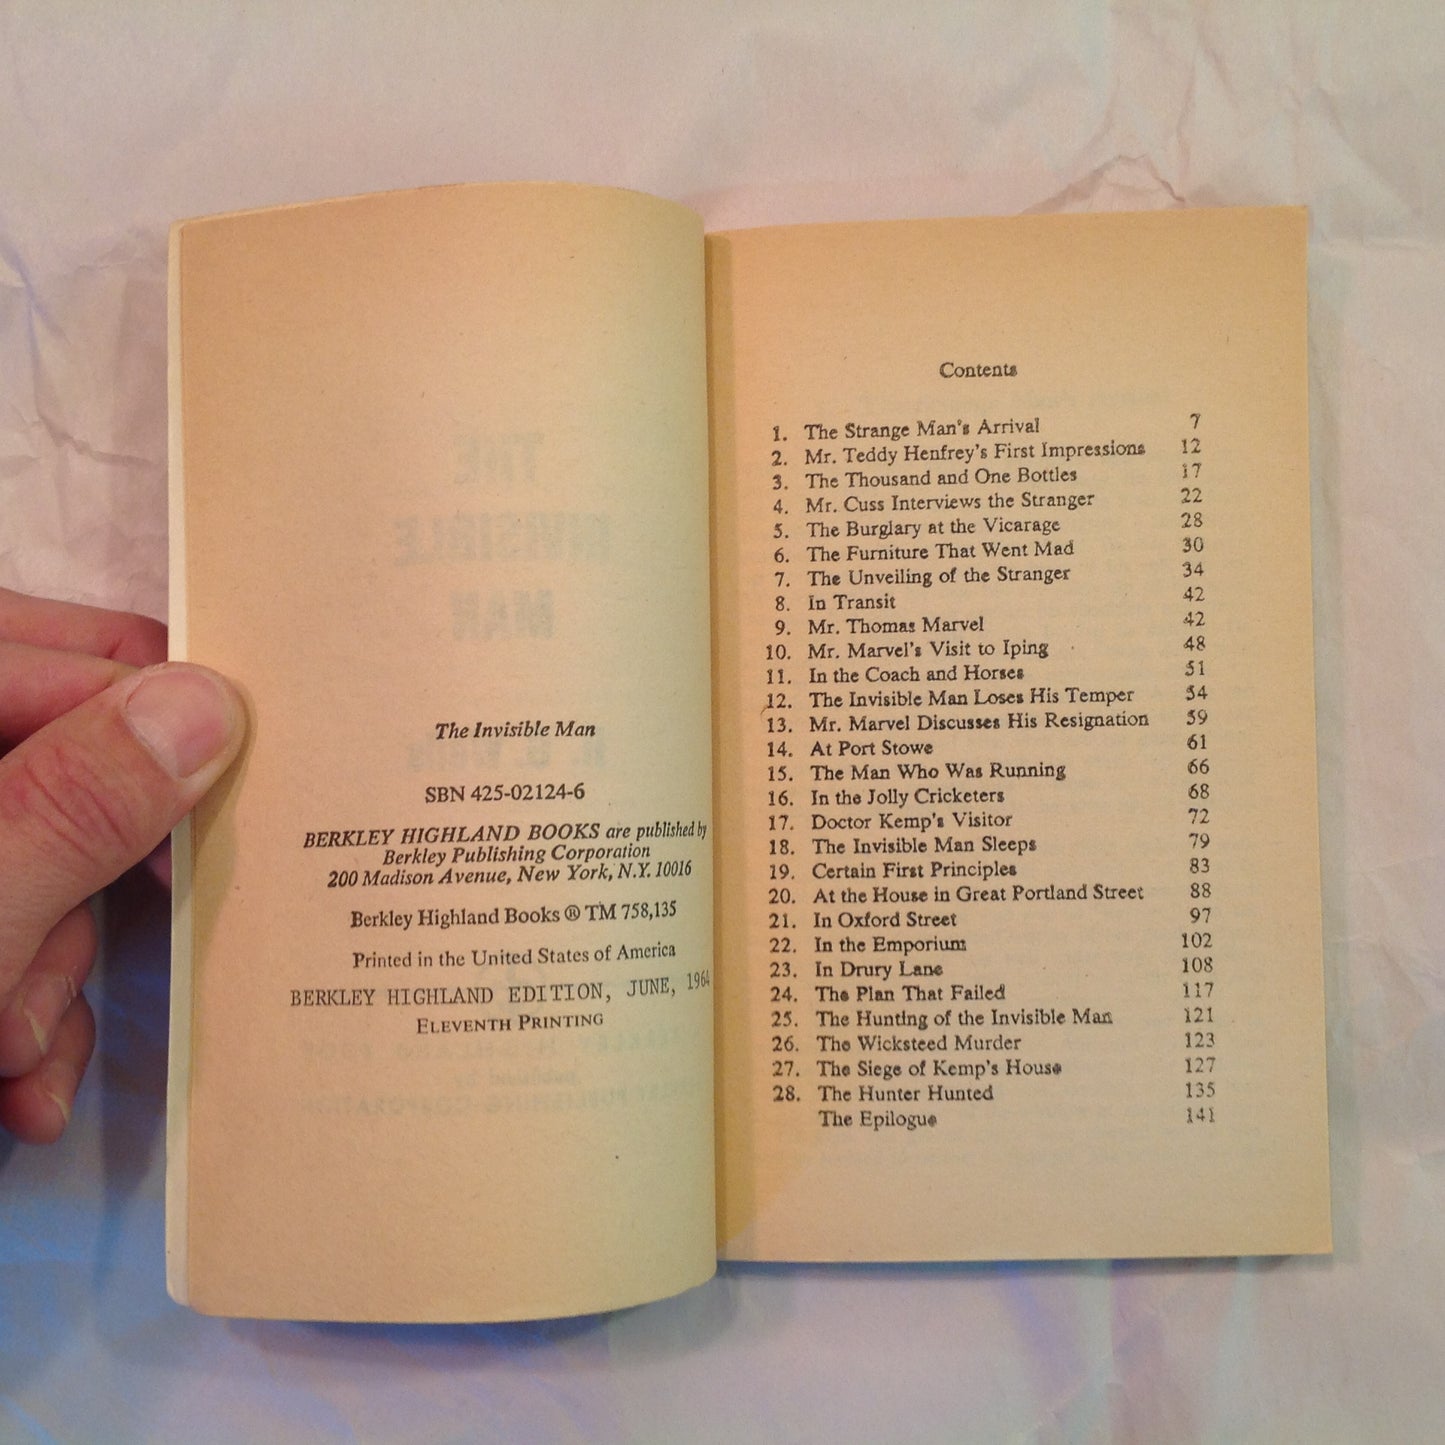 The Invisible Man
SBN 425-02124-6
BERKLEY HIGHLAND BOOKS are published by
Berkley Publishing Corporation
200 Madison Avenue, New York, N.Y. 10016
Berkley Highland Books ® TM 758,135
Printed in the United States of America
BERKLEY HIGHLAND EDITION, JUNE, 1964
ELEVENTH PRINTING
Contents
1. The Strange Man's Arrival 7
2. Mr. Teddy Henfrey's First Impressions 12
3. The Thousand and One Bottles 17
4. Mr. Cuss Interviews the Stranger 22
5. The Burglary at the Vicarage 28
6. The Furniture That Went Mad 30
7. The Unveiling of the Stranger 34
8. In Transit 42
9. Mr. Thomas Marvel 42
10. Mr. Marvel's Visit to Iping 48
11. In the Coach and Horses 51
12. The Invisible Man Loses His Temper 54
13. Mr. Marvel Discusses His Resignation 59
14. At Port Stowe 61
15. The Man Who Was Running 66
16. In the Jolly Cricketers 68
17. Doctor Kemp's Visitor 72
18. The Invisible Man Sleeps 79
19. Certain First Principles 83
20. At the House in Great Portland Street 88
21. In Oxford Street 97
22. In the Emporium 102
23. In Drury Lane 108
24. The Plan That Failed 117
25. The Hunting of the Invisible Man 121
26. The Wicksteed Murder 123
27. The Siege of Kemp's House 127
28. The Hunter Hunted 135
The Epilogue 141